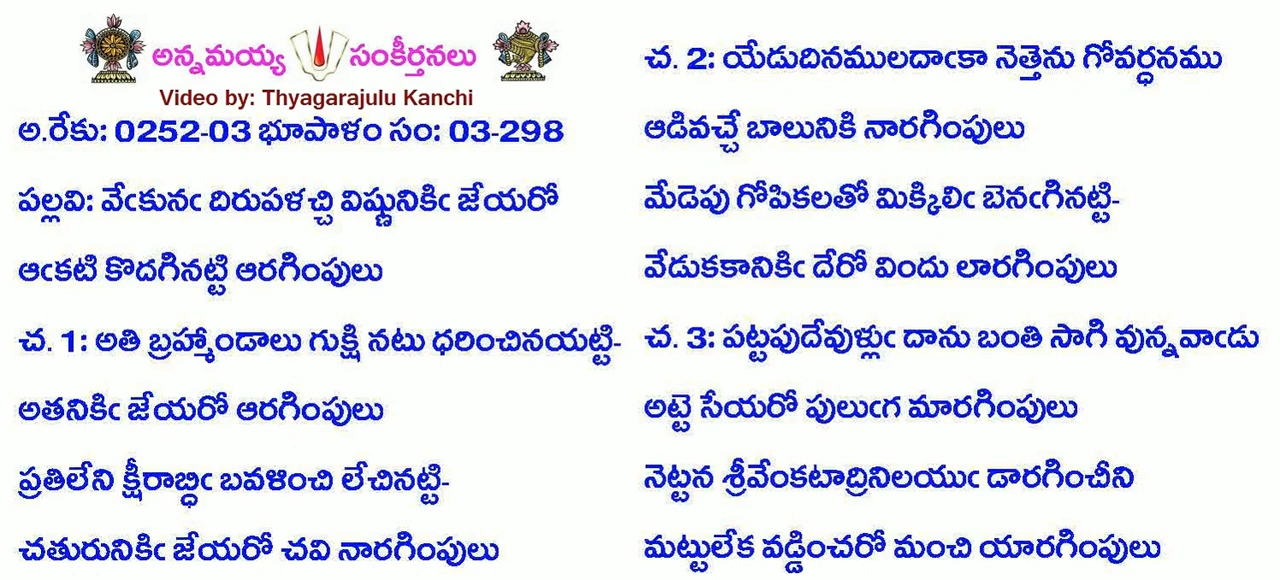 అన్నమయ్య సంకీర్తనలు
Video by: Thyagarajulu Kanchi
అ.రేకు: 0252-03 భూపాళం సం: 03-298
పల్లవి: వేఁకునఁ దిరుపళచ్చి విష్ణునికిఁ జేయరో
ఆఁకటి కొదగినట్టి ఆరగింపులు
చ. 1: అతి బ్రహ్మాండాలు గుక్షి నటు ధరించినయట్టి-
అతనికిఁ జేయరో ఆరగింపులు
ప్రతిలేని క్షీరాబ్ధిఁ బవళించి లేచినట్టి-
చతురునికిఁ జేయరో చవి నారగింపులు
చ. 2: యేడుదినములదాఁకా నెత్తెను గోవర్ధనము
ఆడివచ్చే బాలునికి నారగింపులు
మేడెపు గోపికలతో మిక్కిలిఁ బెనఁగినట్టి-
వేడుకకానికిఁ దేరో విందు లారగింపులు
చ. 3: పట్టపుదేవుళ్లుఁ దాను బంతి సాగి వున్నవాఁడు
అట్టె సేయరో పులుఁగ మారగింపులు
నెట్టన శ్రీవేంకటాద్రినిలయుఁ డారగించీని
మట్టులేక వడ్డించరో మంచి యారగింపులు